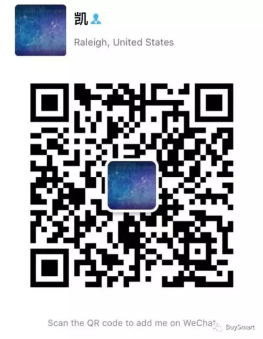 凯
Raleigh, United States
Scan the QR code to add me on WeChat
BuySmart